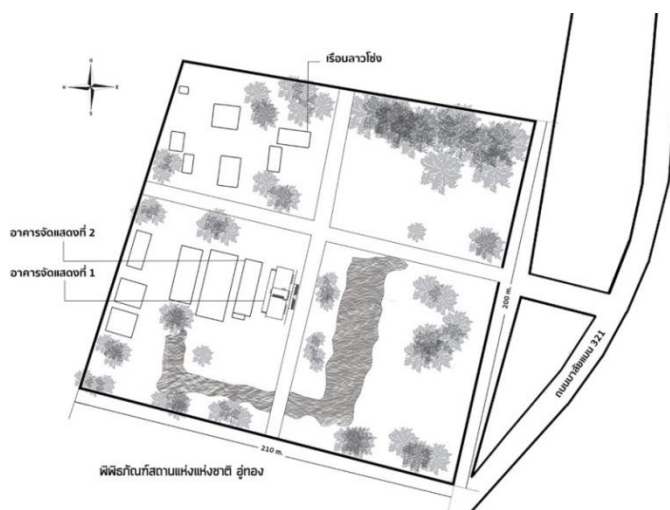 เรือนลาวโซ่ง
N
W
E
S
อาคารจัดแสดงที่ 2
อาคารจัดแสดงที่ 1
200 m.
ถนนมาลัยแมน 321
210 m.
พิพิธภัณฑ์สถานแห่งแห่งชาติ อู่ทอง